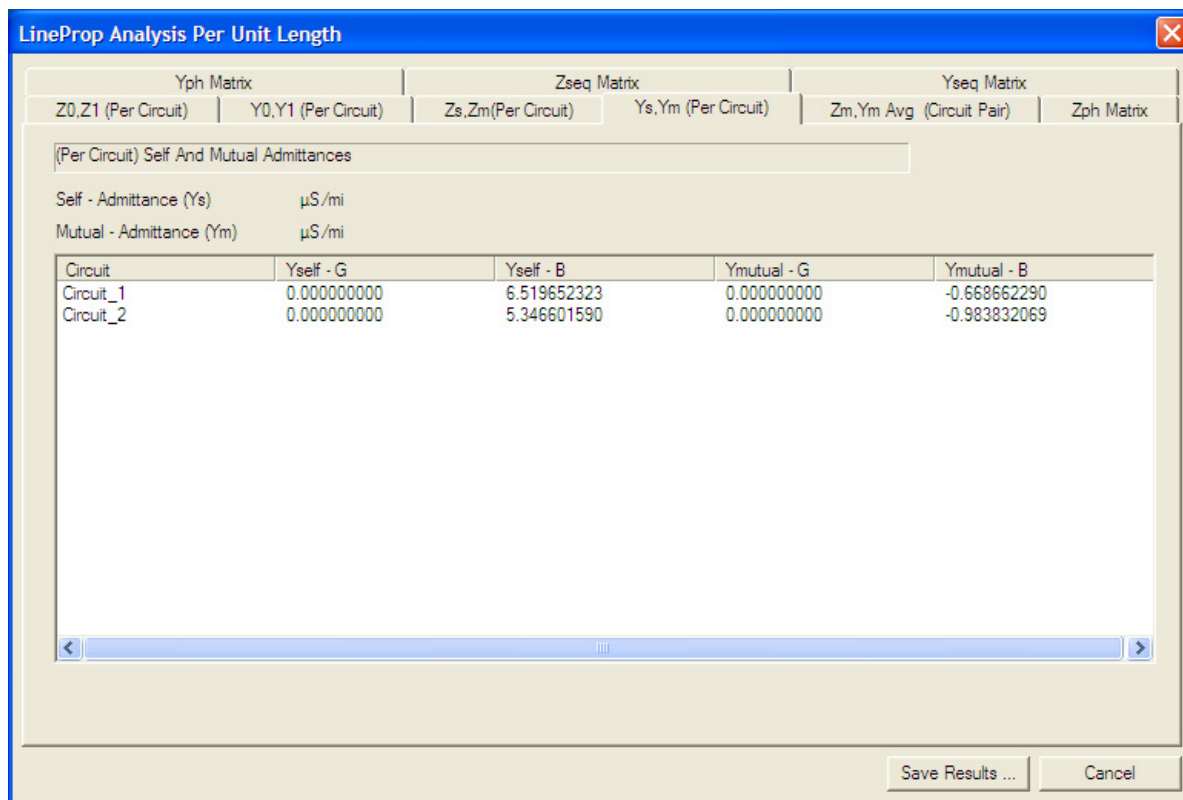 LineProp Analysis Per Unit Length
Yph Matrix Zseq Matrix Yseq Matrix
Z0,Z1 (Per Circuit) Y0,Y1 (Per Circuit) Zs,Zm(Per Circuit) Ys,Ym (Per Circuit) Zm,Ym Avg (Circuit Pair) Zph Matrix
(Per Circuit) Self And Mutual Admittances
Self - Admittance (Ys) µS/mi
Mutual - Admittance (Ym) µS/mi
Circuit Yself - G Yself - B Ymutual - G Ymutual - B
Circuit_1 0.000000000 6.519652323 0.000000000 -0.668662290
Circuit_2 0.000000000 5.346601590 0.000000000 -0.983832069
Save Results ... Cancel